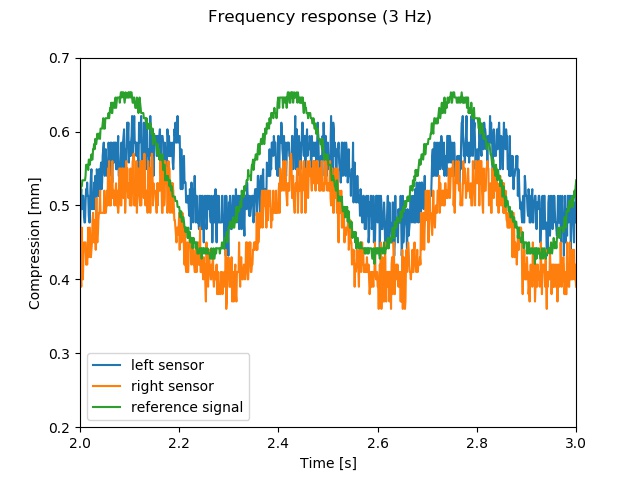 Frequency response (3 Hz)
0.7
0.6
0.5
0.4
0.3
0.2
Compression [mm]
left sensor
right sensor
reference signal
2.0 2.2 2.4 2.6 2.8 3.0
Time [s]